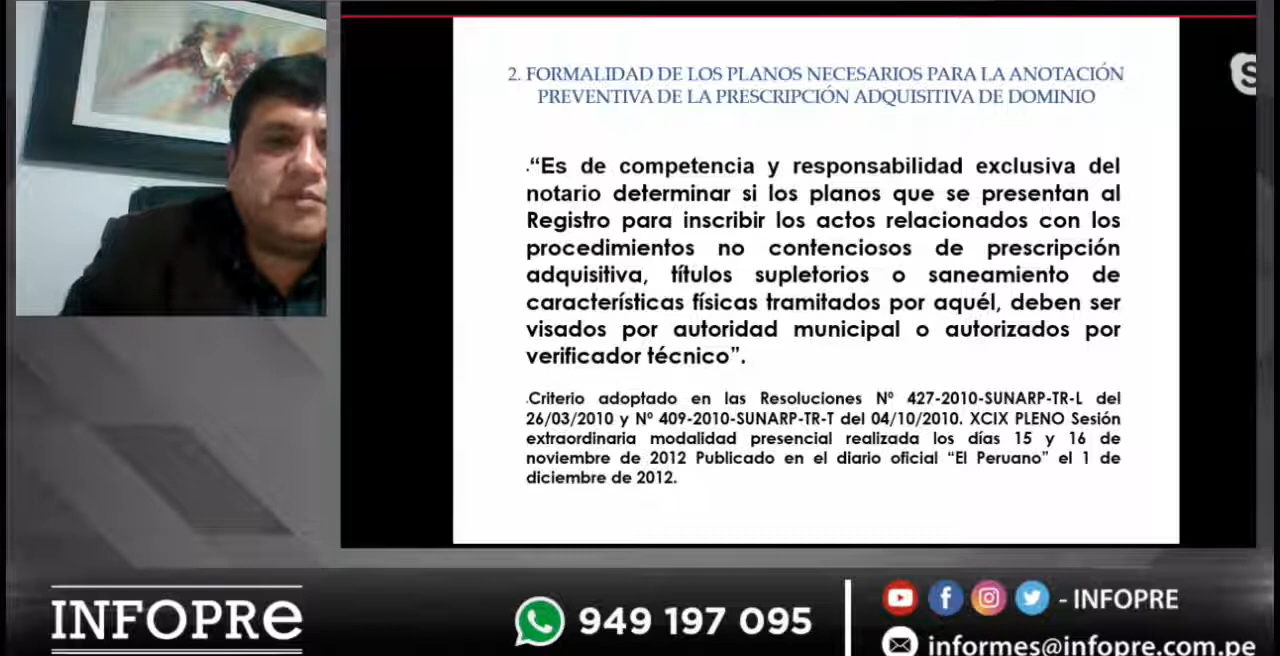 2. FORMALIDAD DE LOS PLANOS NECESARIOS PARA LA ANOTACIÓN
PREVENTIVA DE LA PRESCRIPCIÓN ADQUISITIVA DE DOMINIO
.“Es de competencia y responsabilidad exclusiva del
notario determinar si los planos que se presentan al
Registro para inscribir los actos relacionados con los
procedimientos no contenciosos de prescripción
adquisitiva, títulos supletorios o saneamiento de
características físicas tramitados por aquél, deben ser
visados por autoridad municipal o autorizados por
verificador técnico”.
.Criterio adoptado en las Resoluciones Nº 427-2010-SUNARP-TR-L del
26/03/2010 y Nº 409-2010-SUNARP-TR-T del 04/10/2010. XCIX PLENO Sesión
extraordinaria modalidad presencial realizada los días 15 y 16 de
noviembre de 2012 Publicado en el diario oficial “El Peruano” el 1 de
diciembre de 2012.
INFOPRe
949 197 095
- INFOPRE
informes@infopre.com.pe